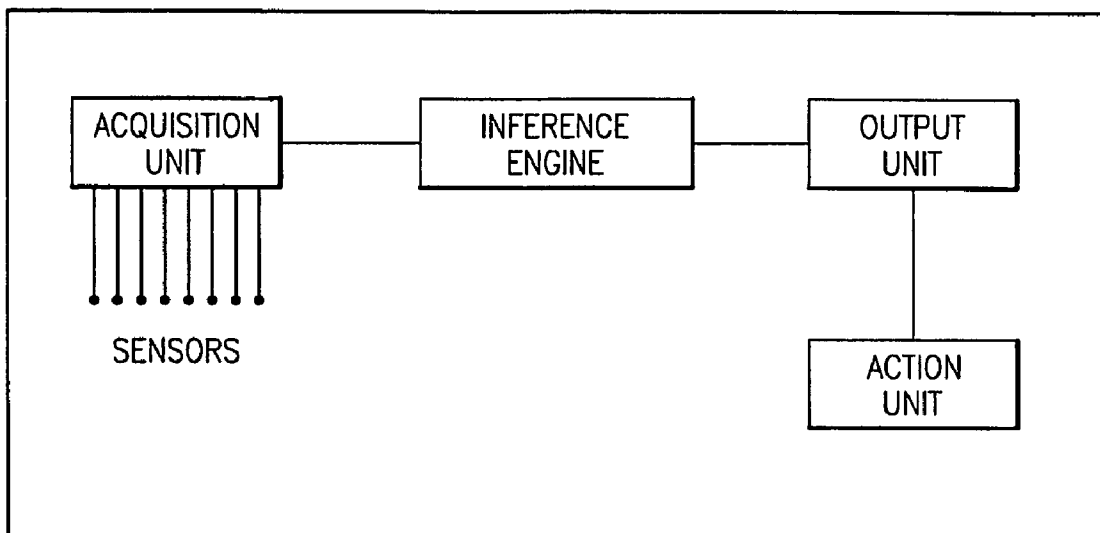 ACQUISITION
UNIT
INFERENCE
ENGINE
OUTPUT
UNIT
SENSORS
ACTION
UNIT